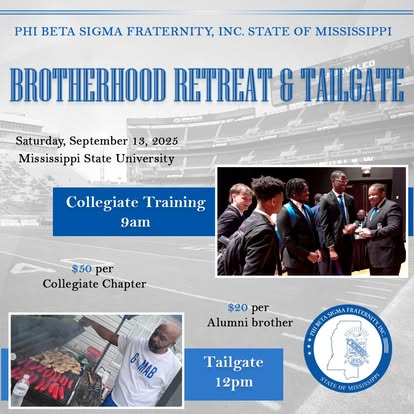 PHI BETA SIGMA FRATERNITY, INC. STATE OF MISSISSIPPI
BROTHERHOOD RETREAT & TAILGATE
Saturday, September 13, 2025
Mississippi State University
Collegiate Training
9am
$50 per
Collegiate Chapter
$20 per
Alumni brother
Tailgate
12pm
PHI BETA SIGMA FRATERNITY, INC.
STATE OF MISSISSIPPI